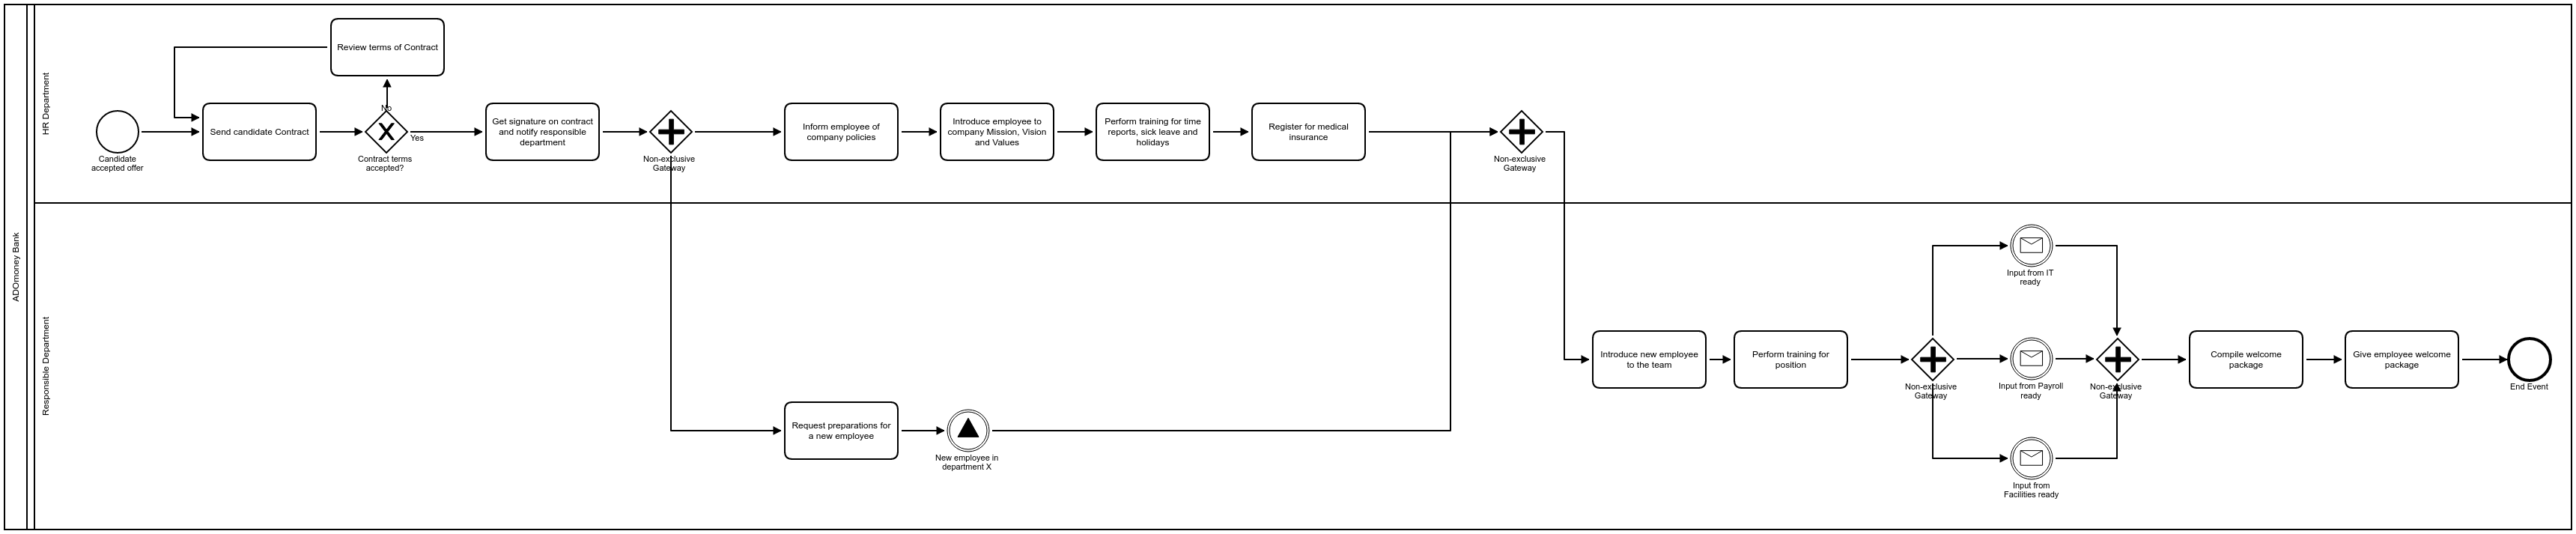 ADOmoney Bank
HR Department
Review terms of Contract
No
Candidate
accepted offer
Send candidate Contract
Contract terms
accepted?
Yes
Get signature on contract
and notify responsible
department
Non-exclusive
Gateway
Inform employee of
company policies
Introduce employee to
company Mission, Vision
and Values
Perform training for time
reports, sick leave and
holidays
Register for medical
insurance
Non-exclusive
Gateway
Responsible Department
Request preparations for
a new employee
New employee in
department X
Introduce new employee
to the team
Perform training for
position
Non-exclusive
Gateway
Input from IT
ready
Input from Payroll
ready
Input from
Facilities ready
Non-exclusive
Gateway
Compile welcome
package
Give employee welcome
package
End Event